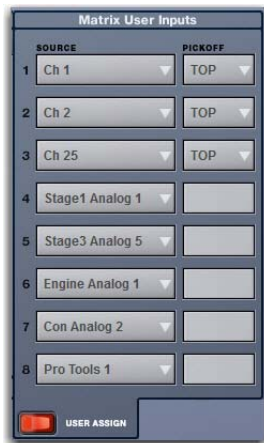 Matrix User Inputs
SOURCE PICKOFF
1 Ch 1 TOP
2 Ch 2 TOP
3 Ch 25 TOP
4 Stage1 Analog 1
5 Stage3 Analog 5
6 Engine Analog 1
7 Con Analog 2
8 Pro Tools 1
USER ASSIGN